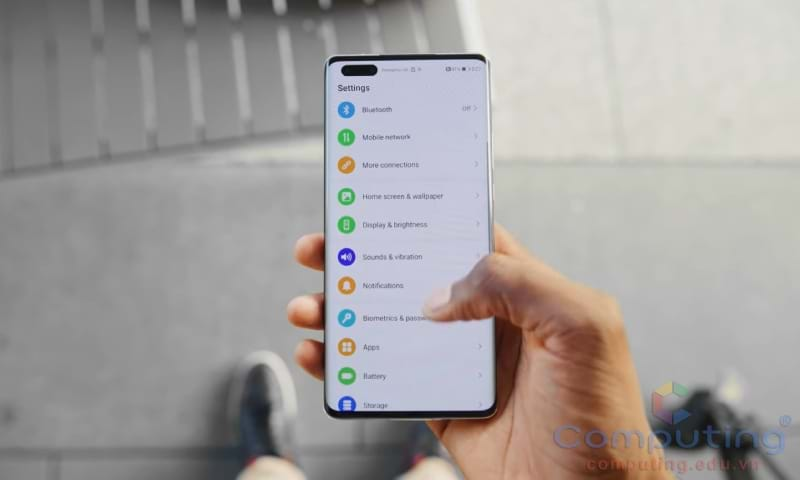 Settings
Bluetooth
Off
Mobile network
More connections
Home screen & wallpaper
Display & brightness
Sounds & vibration
Notifications
Biometrics & passw
Apps
Battery
Storage
Computing®
computing.edu.vn